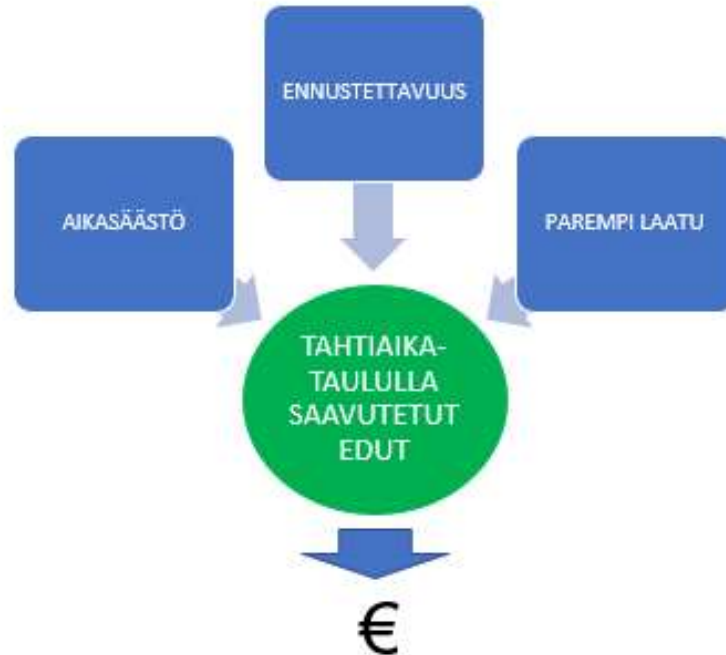 ENNUSTETTAVUUS
AIKASÄÄSTÖ
PAREMPI LAATU
TAHTIAIKA-
TAULULLA
SAAVUTETUT
EDUT
€